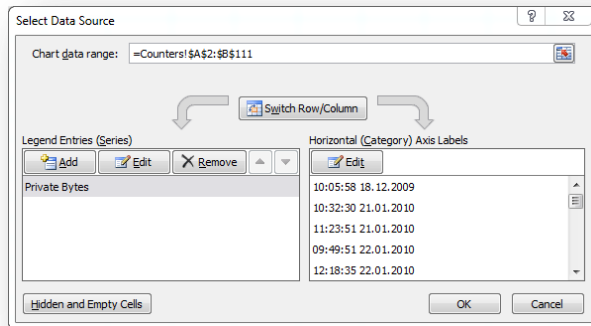 Select Data Source
Chart data range: =Counters!$A$2:$B$111
Switch Row/Column
Legend Entries (Series)
Add Edit Remove
Private Bytes
Horizontal (Category) Axis Labels
Edit
10:05:58 18.12.2009
10:32:30 21.01.2010
11:23:51 21.01.2010
09:49:51 22.01.2010
12:18:35 22.01.2010
Hidden and Empty Cells
OK Cancel